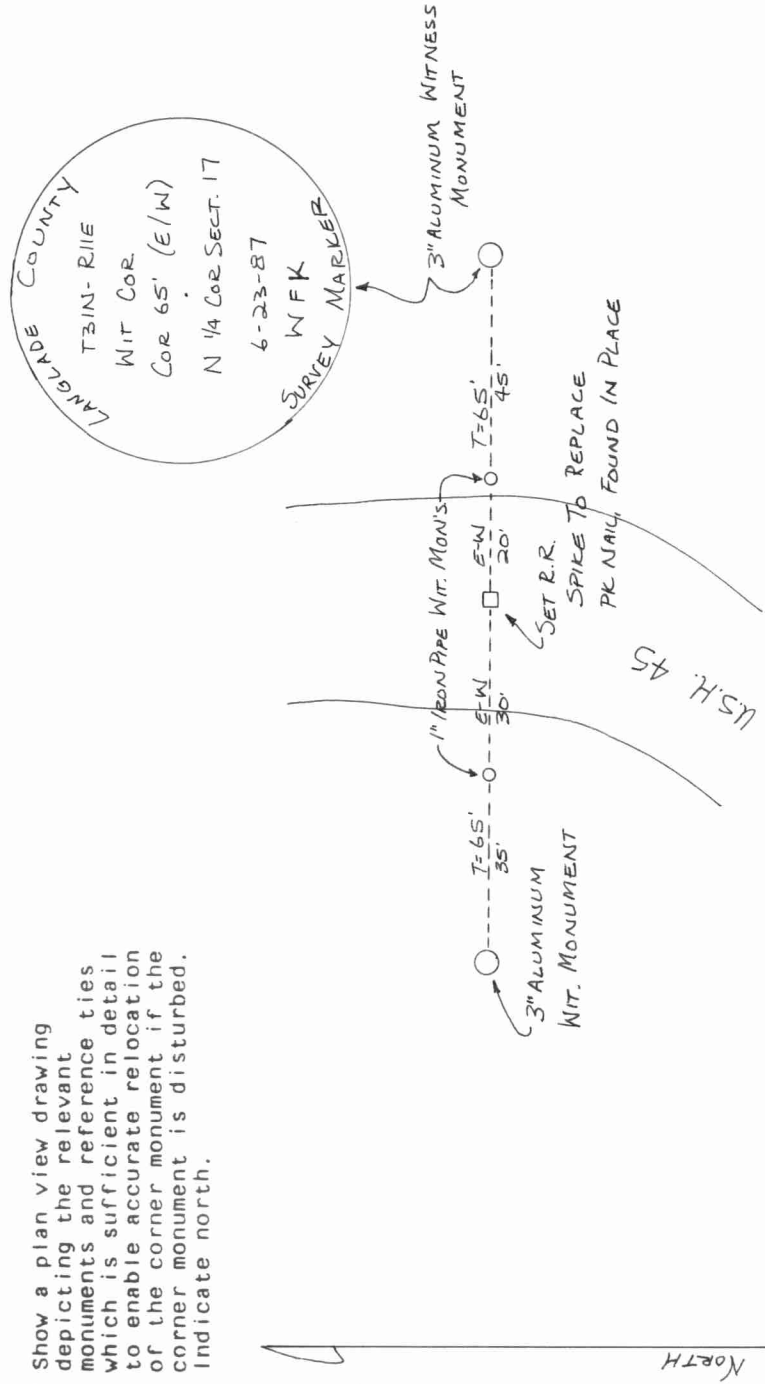 Show a plan view drawing
depicting the relevant
monuments and reference ties
which is sufficient in detail
to enable accurate relocation
of the corner monument if the
corner monument is disturbed.
Indicate north.
LANGLADE COUNTY
T31N-R11E
WIT COR
COR 65' (E/W)
N 1/4 COR SECT. 17
6-23-87
WFK
SURVEY MARKER
3" ALUMINUM WITNESS
MONUMENT
1" IRON PIPE WIT. MON'S
T=65'
35'
E-W
30'
E-W
20'
T=65'
45'
3" ALUMINUM
WIT. MONUMENT
SET R.R.
SPIKE TO REPLACE
PK NAIL, FOUND IN PLACE
U.S.H. 45
NORTH